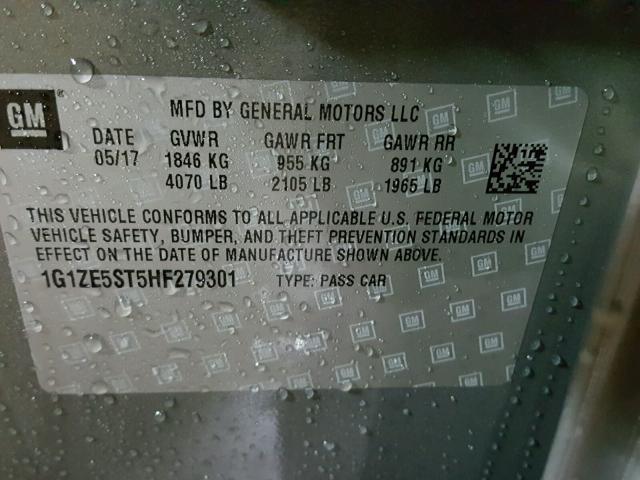 GM
MFD BY GENERAL MOTORS LLC
DATE GVWR GAWR FRT GAWR RR
05/17 1846 KG 955 KG 891 KG
4070 LB 2105 LB 1965 LB
THIS VEHICLE CONFORMS TO ALL APPLICABLE U.S. FEDERAL MOTOR
VEHICLE SAFETY, BUMPER, AND THEFT PREVENTION STANDARDS IN
EFFECT ON THE DATE OF MANUFACTURE SHOWN ABOVE.
1G1ZE5ST5HF279301 TYPE: PASS CAR